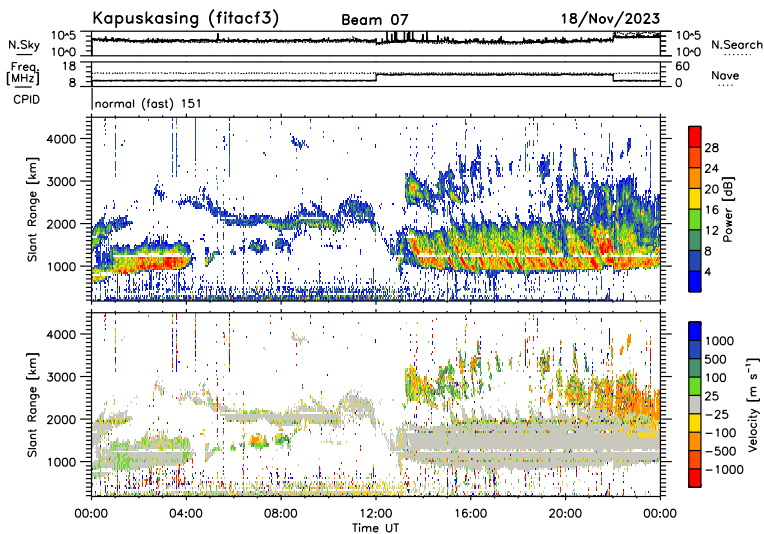 Kapuskasing (fitacf3) Beam 07 18/Nov/2023
N.Sky 10^5 10^0 10^5 10^0 N.Search
Freq. [MHz] 18 8 60 0 Nave
CPID normal (fast) 151
Slant Range [km] 4000 3000 2000 1000
Power [dB] 28 24 20 16 12 8 4
Slant Range [km] 4000 3000 2000 1000
Velocity [m s⁻¹] 1000 500 100 25 −25 −100 −500 −1000
00:00 04:00 08:00 12:00 16:00 20:00 00:00
Time UT